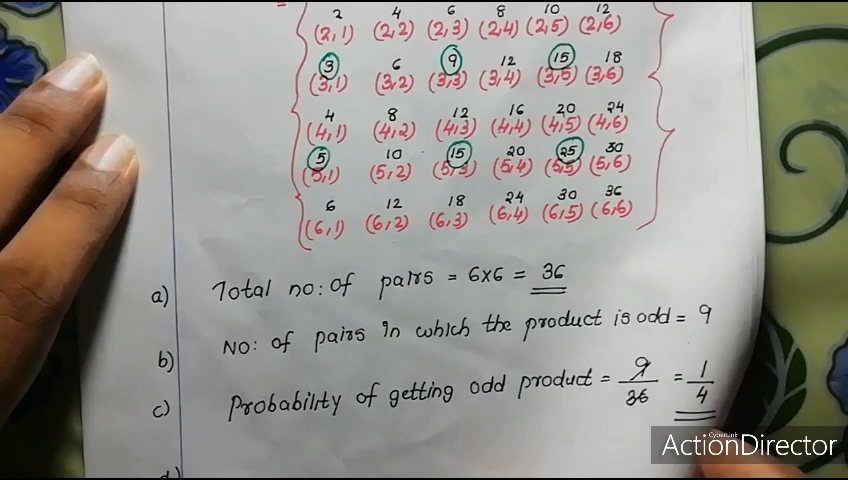 = 2 4 6 8 10 12
(2,1) (2,2) (2,3) (2,4) (2,5) (2,6)
3 6 9 12 15 18
(3,1) (3,2) (3,3) (3,4) (3,5) (3,6)
4 8 12 16 20 24
(4,1) (4,2) (4,3) (4,4) (4,5) (4,6)
5 10 15 20 25 30
(5,1) (5,2) (5,3) (5,4) (5,5) (5,6)
6 12 18 24 30 36
(6,1) (6,2) (6,3) (6,4) (6,5) (6,6)
a) Total no: of pairs = 6x6 = 36
b) No: of pairs in which the product is odd = 9
c) Probability of getting odd product = 9/36 = 1/4
CyberLink
ActionDirector